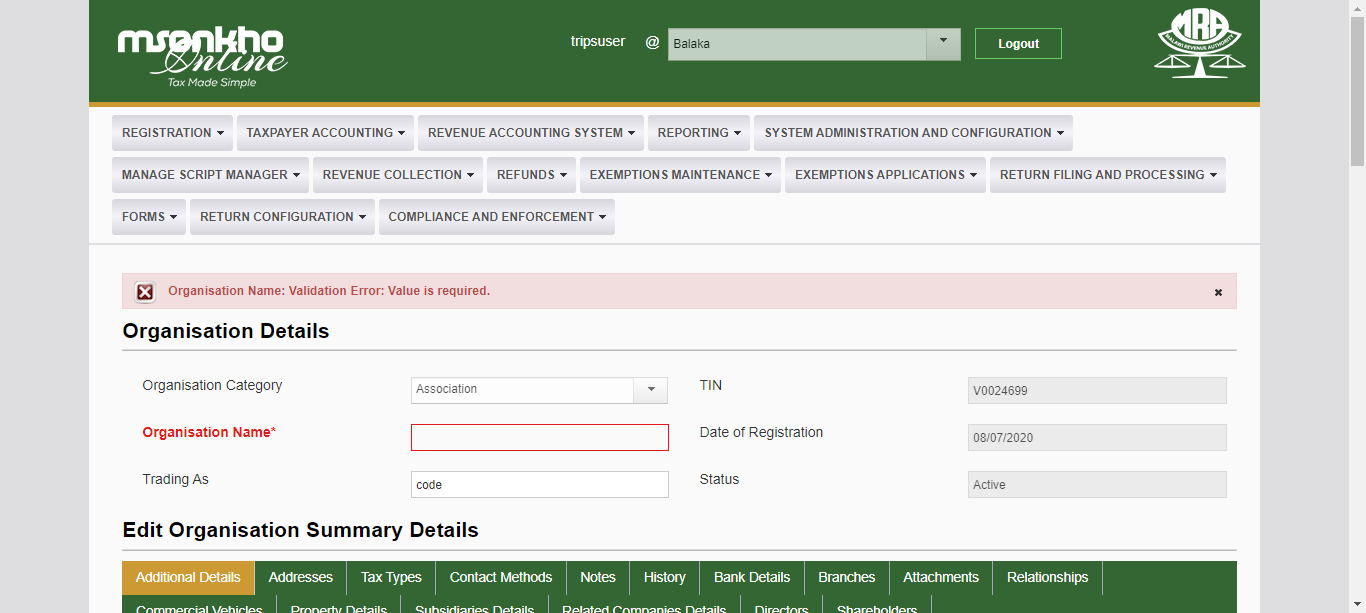 msonkho
Online
Tax Made Simple
tripsuser @ Balaka Logout
MRA
MALAWI REVENUE AUTHORITY
REGISTRATION TAXPAYER ACCOUNTING REVENUE ACCOUNTING SYSTEM REPORTING SYSTEM ADMINISTRATION AND CONFIGURATION
MANAGE SCRIPT MANAGER REVENUE COLLECTION REFUNDS EXEMPTIONS MAINTENANCE EXEMPTIONS APPLICATIONS RETURN FILING AND PROCESSING
FORMS RETURN CONFIGURATION COMPLIANCE AND ENFORCEMENT
Organisation Name: Validation Error: Value is required.
Organisation Details
Organisation Category Association TIN V0024699
Organisation Name* Date of Registration 08/07/2020
Trading As code Status Active
Edit Organisation Summary Details
Additional Details Addresses Tax Types Contact Methods Notes History Bank Details Branches Attachments Relationships
Commercial Vehicles Property Details Subsidiaries Details Related Companies Details Directors Shareholders